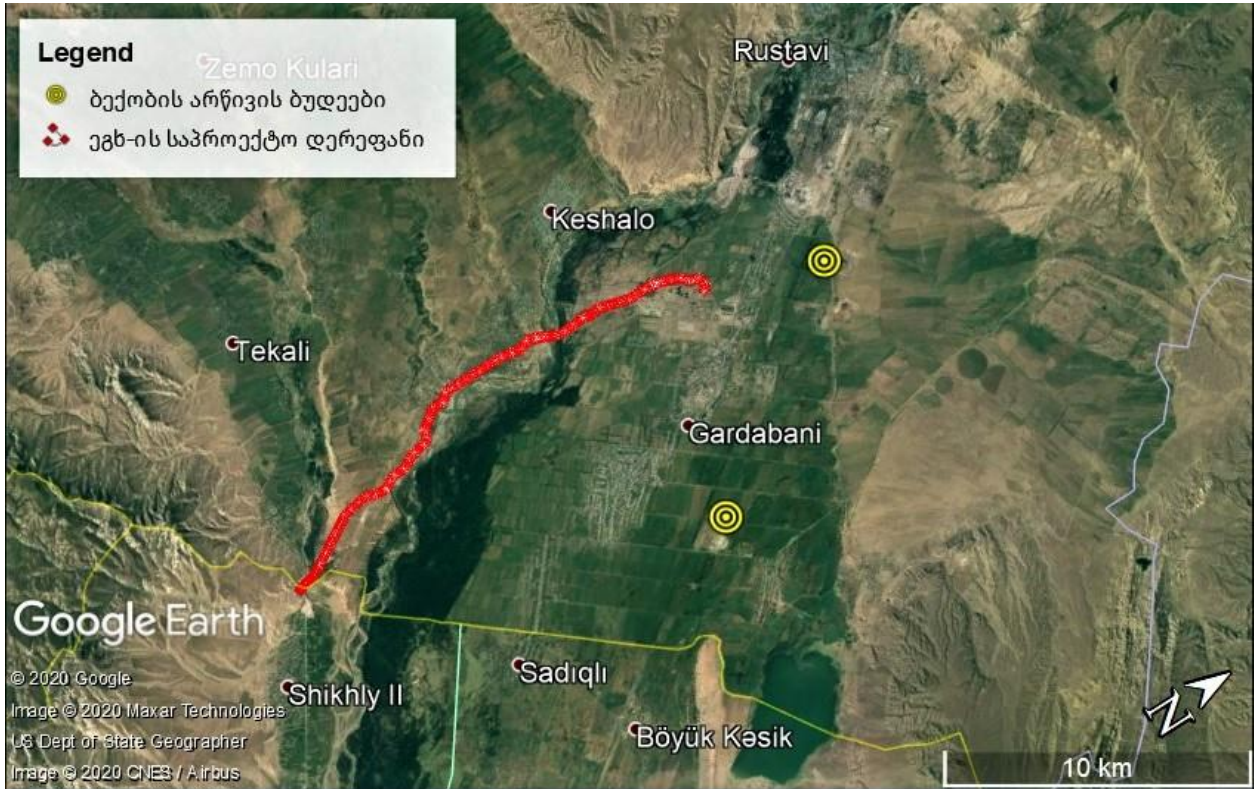 Legend
Zemo Kulari
ბექობის არწივის ბუდეები
ეგხ-ის საპროექტო დერეფანი
Rustavi
Keshalo
Tekali
Gardabani
Google Earth
Sadıqlı
Shikhly II
Böyük Kəsik
© 2020 Google
Image © 2020 Maxar Technologies
US Dept of State Geographer
Image © 2020 CNES / Airbus
N
10 km